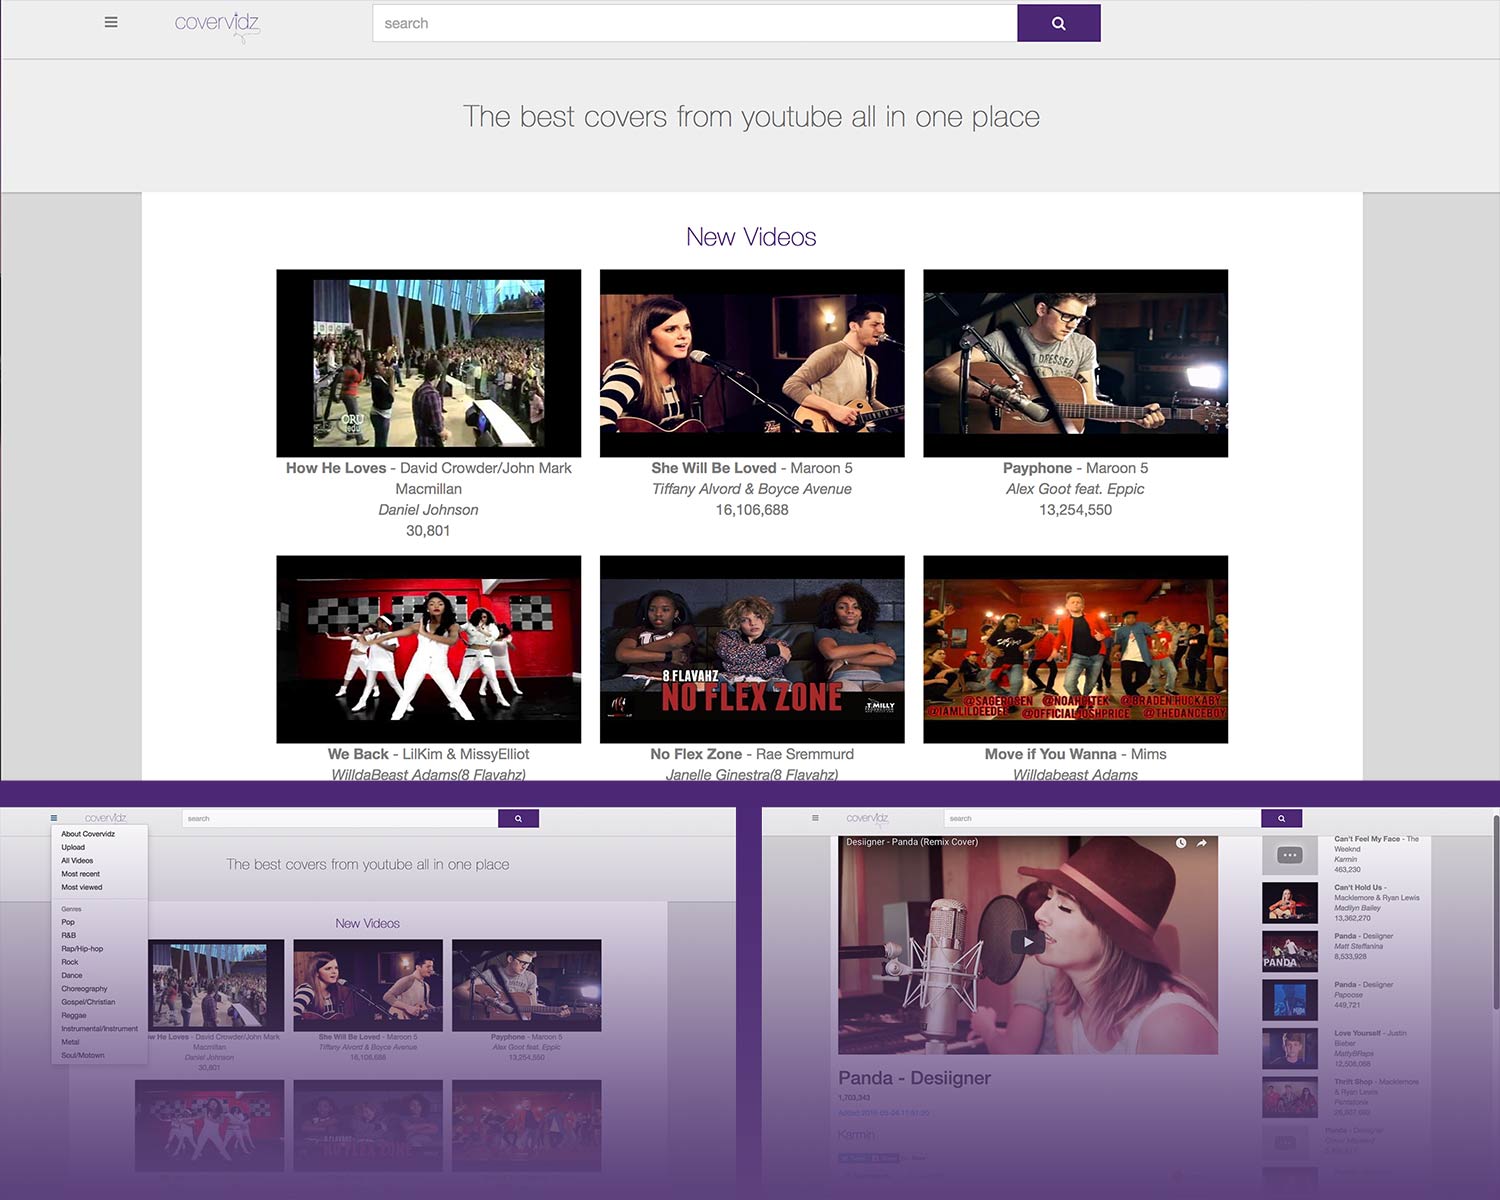 covervidz
search
The best covers from youtube all in one place
New Videos
ORU
How He Loves - David Crowder/John Mark
Macmillan
Daniel Johnson
30,801
She Will Be Loved - Maroon 5
Tiffany Alvord & Boyce Avenue
16,106,688
DRESSED
Payphone - Maroon 5
Alex Goot feat. Eppic
13,254,550
We Back - LilKim & MissyElliot
WilldaBeast Adams(8 Flavahz)
8 FLAVAHZ
NO FLEX ZONE
T.MILLY
No Flex Zone - Rae Sremmurd
Janelle Ginestra(8 Flavahz)
@SAGEROSEN @NOAHBITEK @BRADEN.HUCKABY
@IAMLILDEEDEE @OFFICIALJOSHPRICE @THEDANCEBOY
Move if You Wanna - Mims
Willdabeast Adams
covervidz
search
About Covervidz
Upload
All Videos
Most recent
Most viewed
Genres
Pop
R&B
Rap/Hip-hop
Rock
Dance
Choreography
Gospel/Christian
Reggae
Instrumental/Instrument
Metal
Soul/Motown
The best covers from youtube all in one place
New Videos
w He Loves - David Crowder/John Mark
Macmillan
Daniel Johnson
30,801
She Will Be Loved - Maroon 5
Tiffany Alvord & Boyce Avenue
16,106,688
Payphone - Maroon 5
Alex Goot feat. Eppic
13,254,550
8 FLAVAHZ
NO FLEX ZONE
covervidz
search
Desiigner - Panda (Remix Cover)
Panda - Desiigner
1,703,343
Added 2016-05-24 11:51:20
Karmin
Can't Feel My Face - The
Weeknd
Karmin
463,230
Can't Hold Us -
Macklemore & Ryan Lewis
Madilyn Bailey
13,362,270
PANDA
Panda - Desiigner
Matt Steffanina
8,533,928
Panda - Desiigner
Papoose
449,721
Love Yourself - Justin
Bieber
MattyBRaps
12,508,088
Thrift Shop - Macklemore
& Ryan Lewis
Pentatonix
Panda - Desiigner